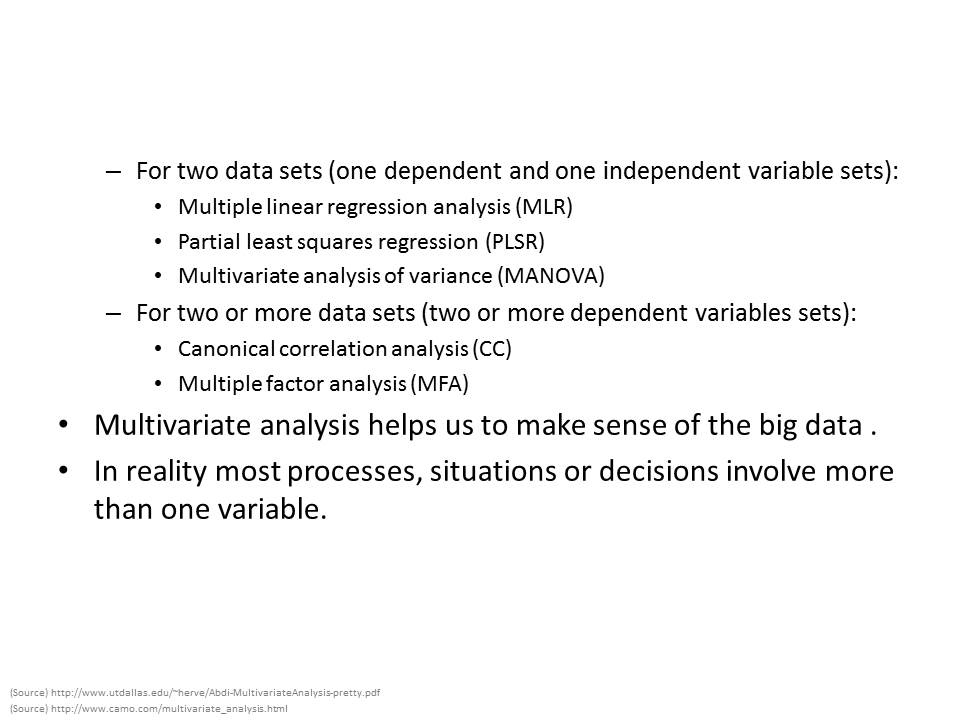 – For two data sets (one dependent and one independent variable sets):
• Multiple linear regression analysis (MLR)
• Partial least squares regression (PLSR)
• Multivariate analysis of variance (MANOVA)
– For two or more data sets (two or more dependent variables sets):
• Canonical correlation analysis (CC)
• Multiple factor analysis (MFA)
• Multivariate analysis helps us to make sense of the big data .
• In reality most processes, situations or decisions involve more
than one variable.
(Source) http://www.utdallas.edu/~herve/Abdi-MultivariateAnalysis-pretty.pdf
(Source) http://www.camo.com/multivariate_analysis.html